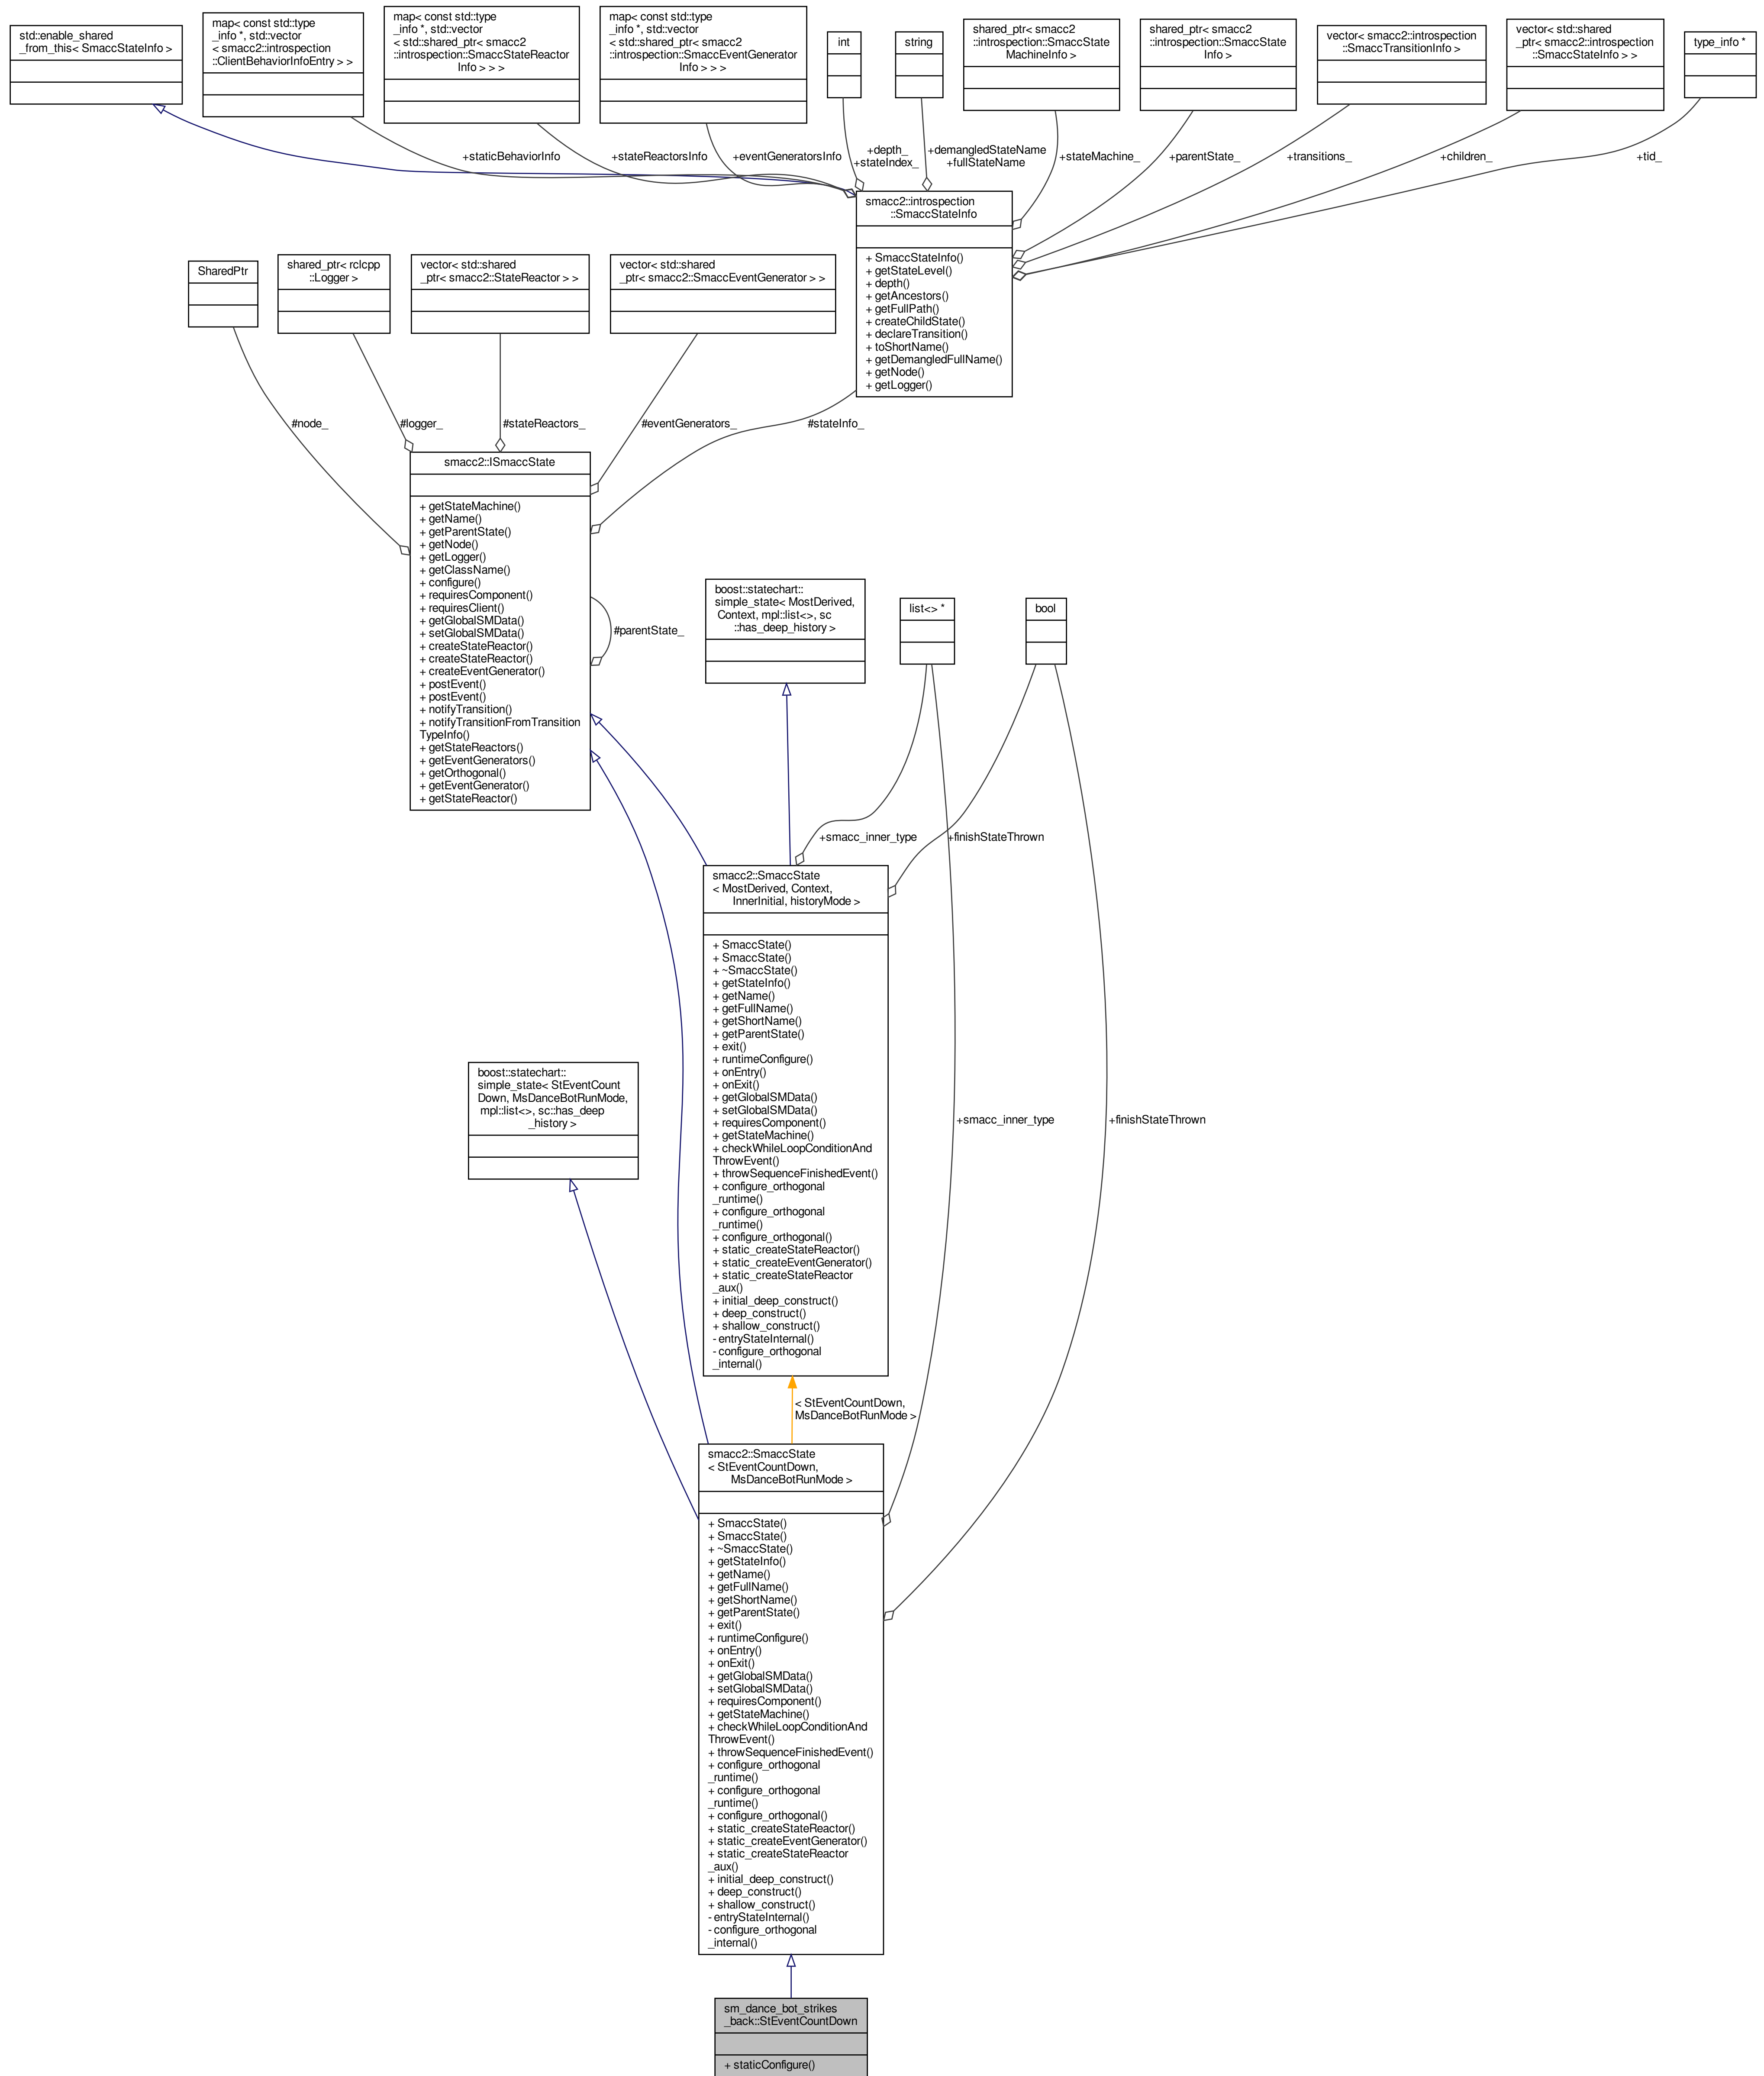 std::enable_shared
_from_this< SmaccStateInfo >
map< const std::type
_info *, std::vector
< smacc2::introspection
::ClientBehaviorInfoEntry > >
map< const std::type
_info *, std::vector
< std::shared_ptr< smacc2
::introspection::SmaccStateReactor
Info > > >
map< const std::type
_info *, std::vector
< std::shared_ptr< smacc2
::introspection::SmaccEventGenerator
Info > > >
int
string
shared_ptr< smacc2
::introspection::SmaccState
MachineInfo >
shared_ptr< smacc2
::introspection::SmaccState
Info >
vector< smacc2::introspection
::SmaccTransitionInfo >
vector< std::shared
_ptr< smacc2::introspection
::SmaccStateInfo > >
type_info *
+staticBehaviorInfo
+stateReactorsInfo
+eventGeneratorsInfo
+depth_
+stateIndex_
+demangledStateName
+fullStateName
+stateMachine_
+parentState_
+transitions_
+children_
+tid_
smacc2::introspection
::SmaccStateInfo
+ SmaccStateInfo()
+ getStateLevel()
+ depth()
+ getAncestors()
+ getFullPath()
+ createChildState()
+ declareTransition()
+ toShortName()
+ getDemangledFullName()
+ getNode()
+ getLogger()
SharedPtr
shared_ptr< rclcpp
::Logger >
vector< std::shared
_ptr< smacc2::StateReactor > >
vector< std::shared
_ptr< smacc2::SmaccEventGenerator > >
#node_
#logger_
#stateReactors_
#eventGenerators_
#stateInfo_
smacc2::ISmaccState
+ getStateMachine()
+ getName()
+ getParentState()
+ getNode()
+ getLogger()
+ getClassName()
+ configure()
+ requiresComponent()
+ requiresClient()
+ getGlobalSMData()
+ setGlobalSMData()
+ createStateReactor()
+ createStateReactor()
+ createEventGenerator()
+ postEvent()
+ postEvent()
+ notifyTransition()
+ notifyTransitionFromTransition
TypeInfo()
+ getStateReactors()
+ getEventGenerators()
+ getOrthogonal()
+ getEventGenerator()
+ getStateReactor()
#parentState_
boost::statechart::
simple_state< MostDerived,
Context, mpl::list<>, sc
::has_deep_history >
list<> *
bool
+smacc_inner_type
+finishStateThrown
smacc2::SmaccState
< MostDerived, Context,
InnerInitial, historyMode >
+ SmaccState()
+ SmaccState()
+ ~SmaccState()
+ getStateInfo()
+ getName()
+ getFullName()
+ getShortName()
+ getParentState()
+ exit()
+ runtimeConfigure()
+ onEntry()
+ onExit()
+ getGlobalSMData()
+ setGlobalSMData()
+ requiresComponent()
+ getStateMachine()
+ checkWhileLoopConditionAnd
ThrowEvent()
+ throwSequenceFinishedEvent()
+ configure_orthogonal
_runtime()
+ configure_orthogonal
_runtime()
+ configure_orthogonal()
+ static_createStateReactor()
+ static_createEventGenerator()
+ static_createStateReactor
_aux()
+ initial_deep_construct()
+ deep_construct()
+ shallow_construct()
- entryStateInternal()
- configure_orthogonal
_internal()
boost::statechart::
simple_state< StEventCount
Down, MsDanceBotRunMode,
mpl::list<>, sc::has_deep
_history >
+smacc_inner_type
+finishStateThrown
< StEventCountDown,
MsDanceBotRunMode >
smacc2::SmaccState
< StEventCountDown,
MsDanceBotRunMode >
+ SmaccState()
+ SmaccState()
+ ~SmaccState()
+ getStateInfo()
+ getName()
+ getFullName()
+ getShortName()
+ getParentState()
+ exit()
+ runtimeConfigure()
+ onEntry()
+ onExit()
+ getGlobalSMData()
+ setGlobalSMData()
+ requiresComponent()
+ getStateMachine()
+ checkWhileLoopConditionAnd
ThrowEvent()
+ throwSequenceFinishedEvent()
+ configure_orthogonal
_runtime()
+ configure_orthogonal
_runtime()
+ configure_orthogonal()
+ static_createStateReactor()
+ static_createEventGenerator()
+ static_createStateReactor
_aux()
+ initial_deep_construct()
+ deep_construct()
+ shallow_construct()
- entryStateInternal()
- configure_orthogonal
_internal()
sm_dance_bot_strikes
_back::StEventCountDown
+ staticConfigure()